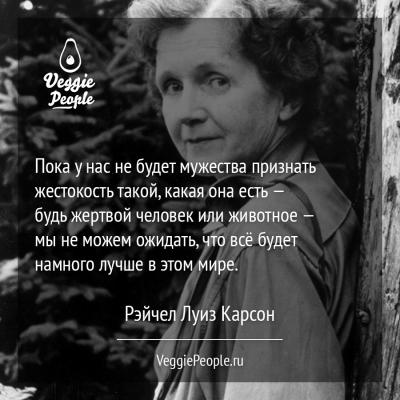 Veggie
People
Пока у нас не будет мужества признать
жестокость такой, какая она есть —
будь жертвой человек или животное —
мы не можем ожидать, что всё будет
намного лучше в этом мире.
Рэйчел Луиз Карсон
VeggiePeople.ru